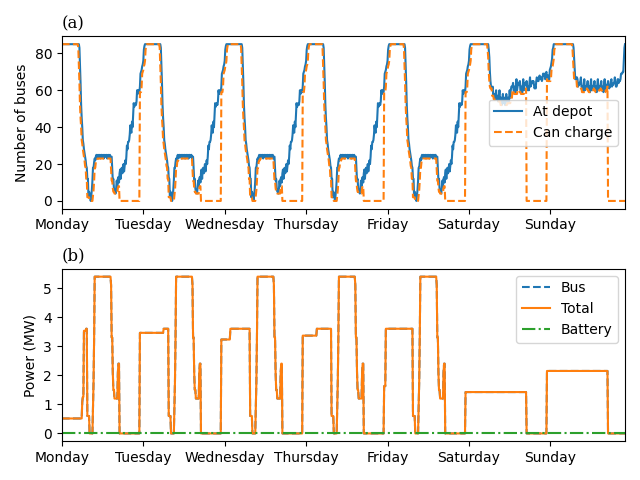 (a)
Number of buses
80
60
40
20
0
At depot
Can charge
Monday Tuesday Wednesday Thursday Friday Saturday Sunday
(b)
Power (MW)
5
4
3
2
1
0
Bus
Total
Battery
Monday Tuesday Wednesday Thursday Friday Saturday Sunday